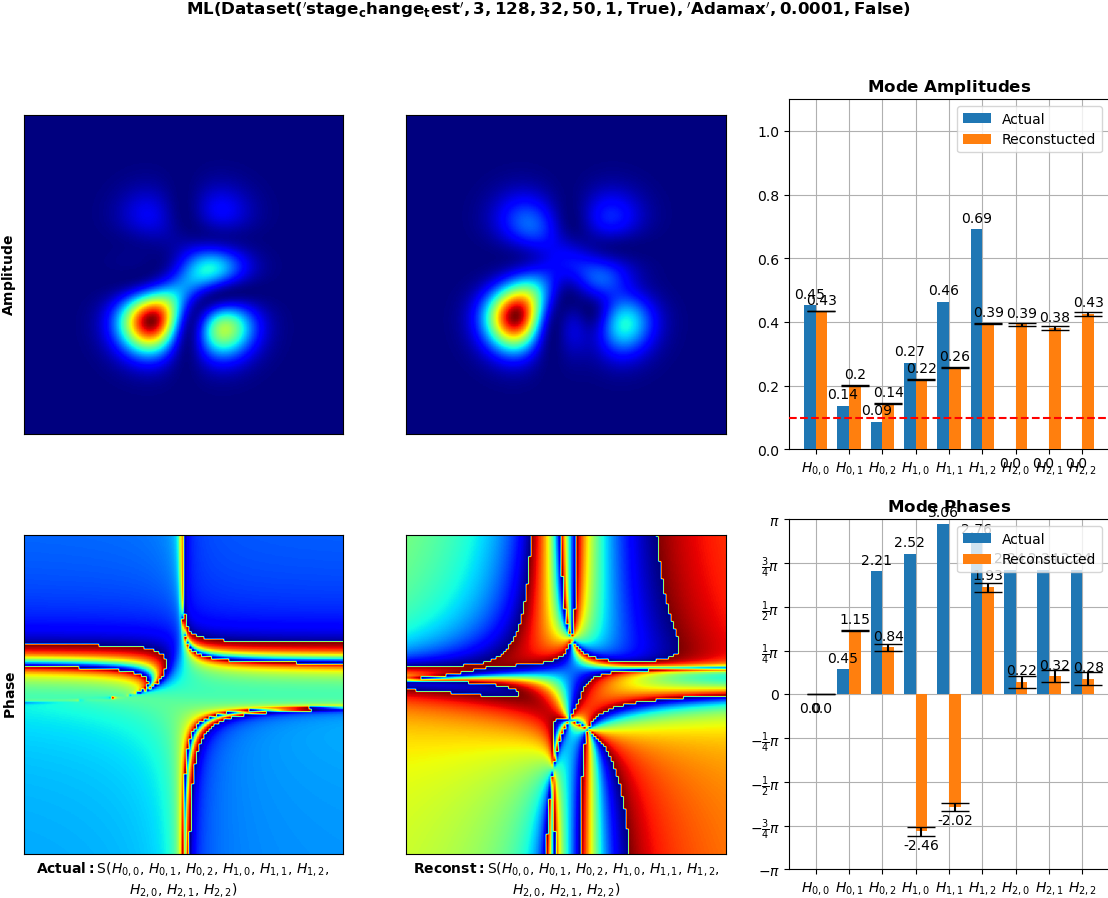 ML(Dataset('stage_change_test', 3, 128, 32, 50, 1, True), 'Adamax', 0.0001, False)
Amplitude
Mode Amplitudes
Actual
Reconstucted
1.0
0.8
0.6
0.4
0.2
0.0
0.45
0.43
0.14
0.2
0.09
0.14
0.27
0.22
0.46
0.26
0.69
0.39
0.39
0.38
0.43
0.0
0.0
0.0
H0,0 H0,1 H0,2 H1,0 H1,1 H1,2 H2,0 H2,1 H2,2
Phase
Mode Phases
Actual
Reconstucted
π
3/4π
1/2π
1/4π
0
−1/4π
−1/2π
−3/4π
−π
0.0
0.0
0.45
1.15
2.21
0.84
2.52
-2.46
3.06
-2.02
2.76
1.93
0.22
0.32
0.28
H0,0 H0,1 H0,2 H1,0 H1,1 H1,2 H2,0 H2,1 H2,2
Actual:S(H0,0, H0,1, H0,2, H1,0, H1,1, H1,2,
H2,0, H2,1, H2,2)
Reconst:S(H0,0, H0,1, H0,2, H1,0, H1,1, H1,2,
H2,0, H2,1, H2,2)